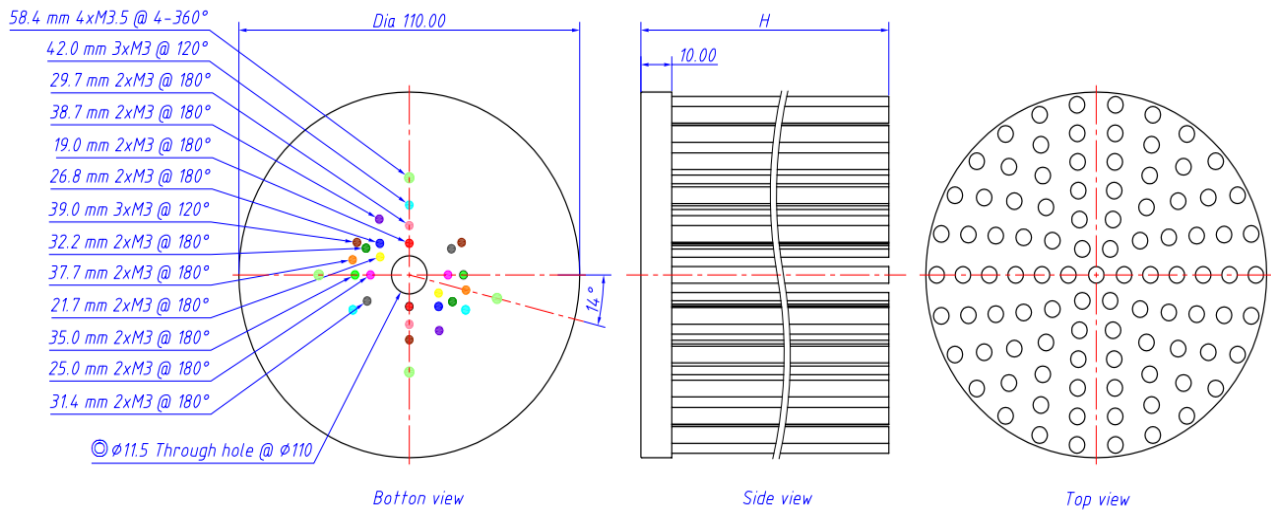 58.4 mm 4xM3.5 @ 4-360°
42.0 mm 3xM3 @ 120°
29.7 mm 2xM3 @ 180°
38.7 mm 2xM3 @ 180°
19.0 mm 2xM3 @ 180°
26.8 mm 2xM3 @ 180°
39.0 mm 3xM3 @ 120°
32.2 mm 2xM3 @ 180°
37.7 mm 2xM3 @ 180°
21.7 mm 2xM3 @ 180°
35.0 mm 2xM3 @ 180°
25.0 mm 2xM3 @ 180°
31.4 mm 2xM3 @ 180°
⌀11.5 Through hole @ ⌀110
Dia 110.00
14°
Botton view
H
10.00
Side view
Top view